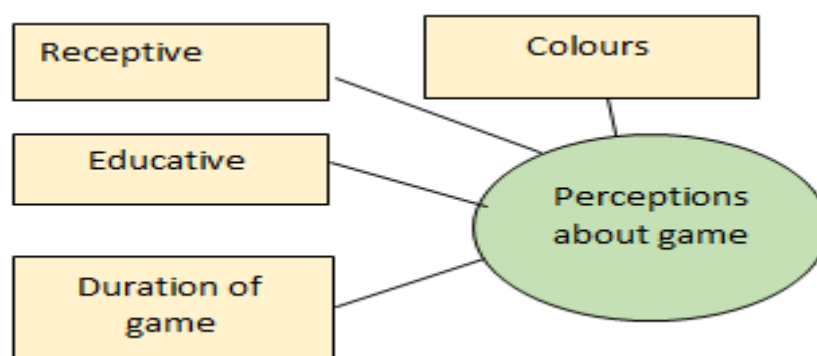 Receptive
Colours
Educative
Perceptions
about game
Duration of
game